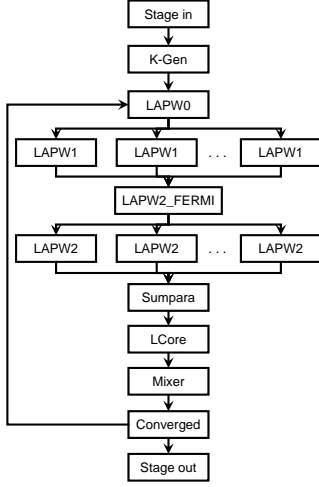 Stage in
K-Gen
LAPW0
LAPW1 LAPW1 . . . LAPW1
LAPW2_FERMI
LAPW2 LAPW2 . . . LAPW2
Sumpara
LCore
Mixer
Converged
Stage out